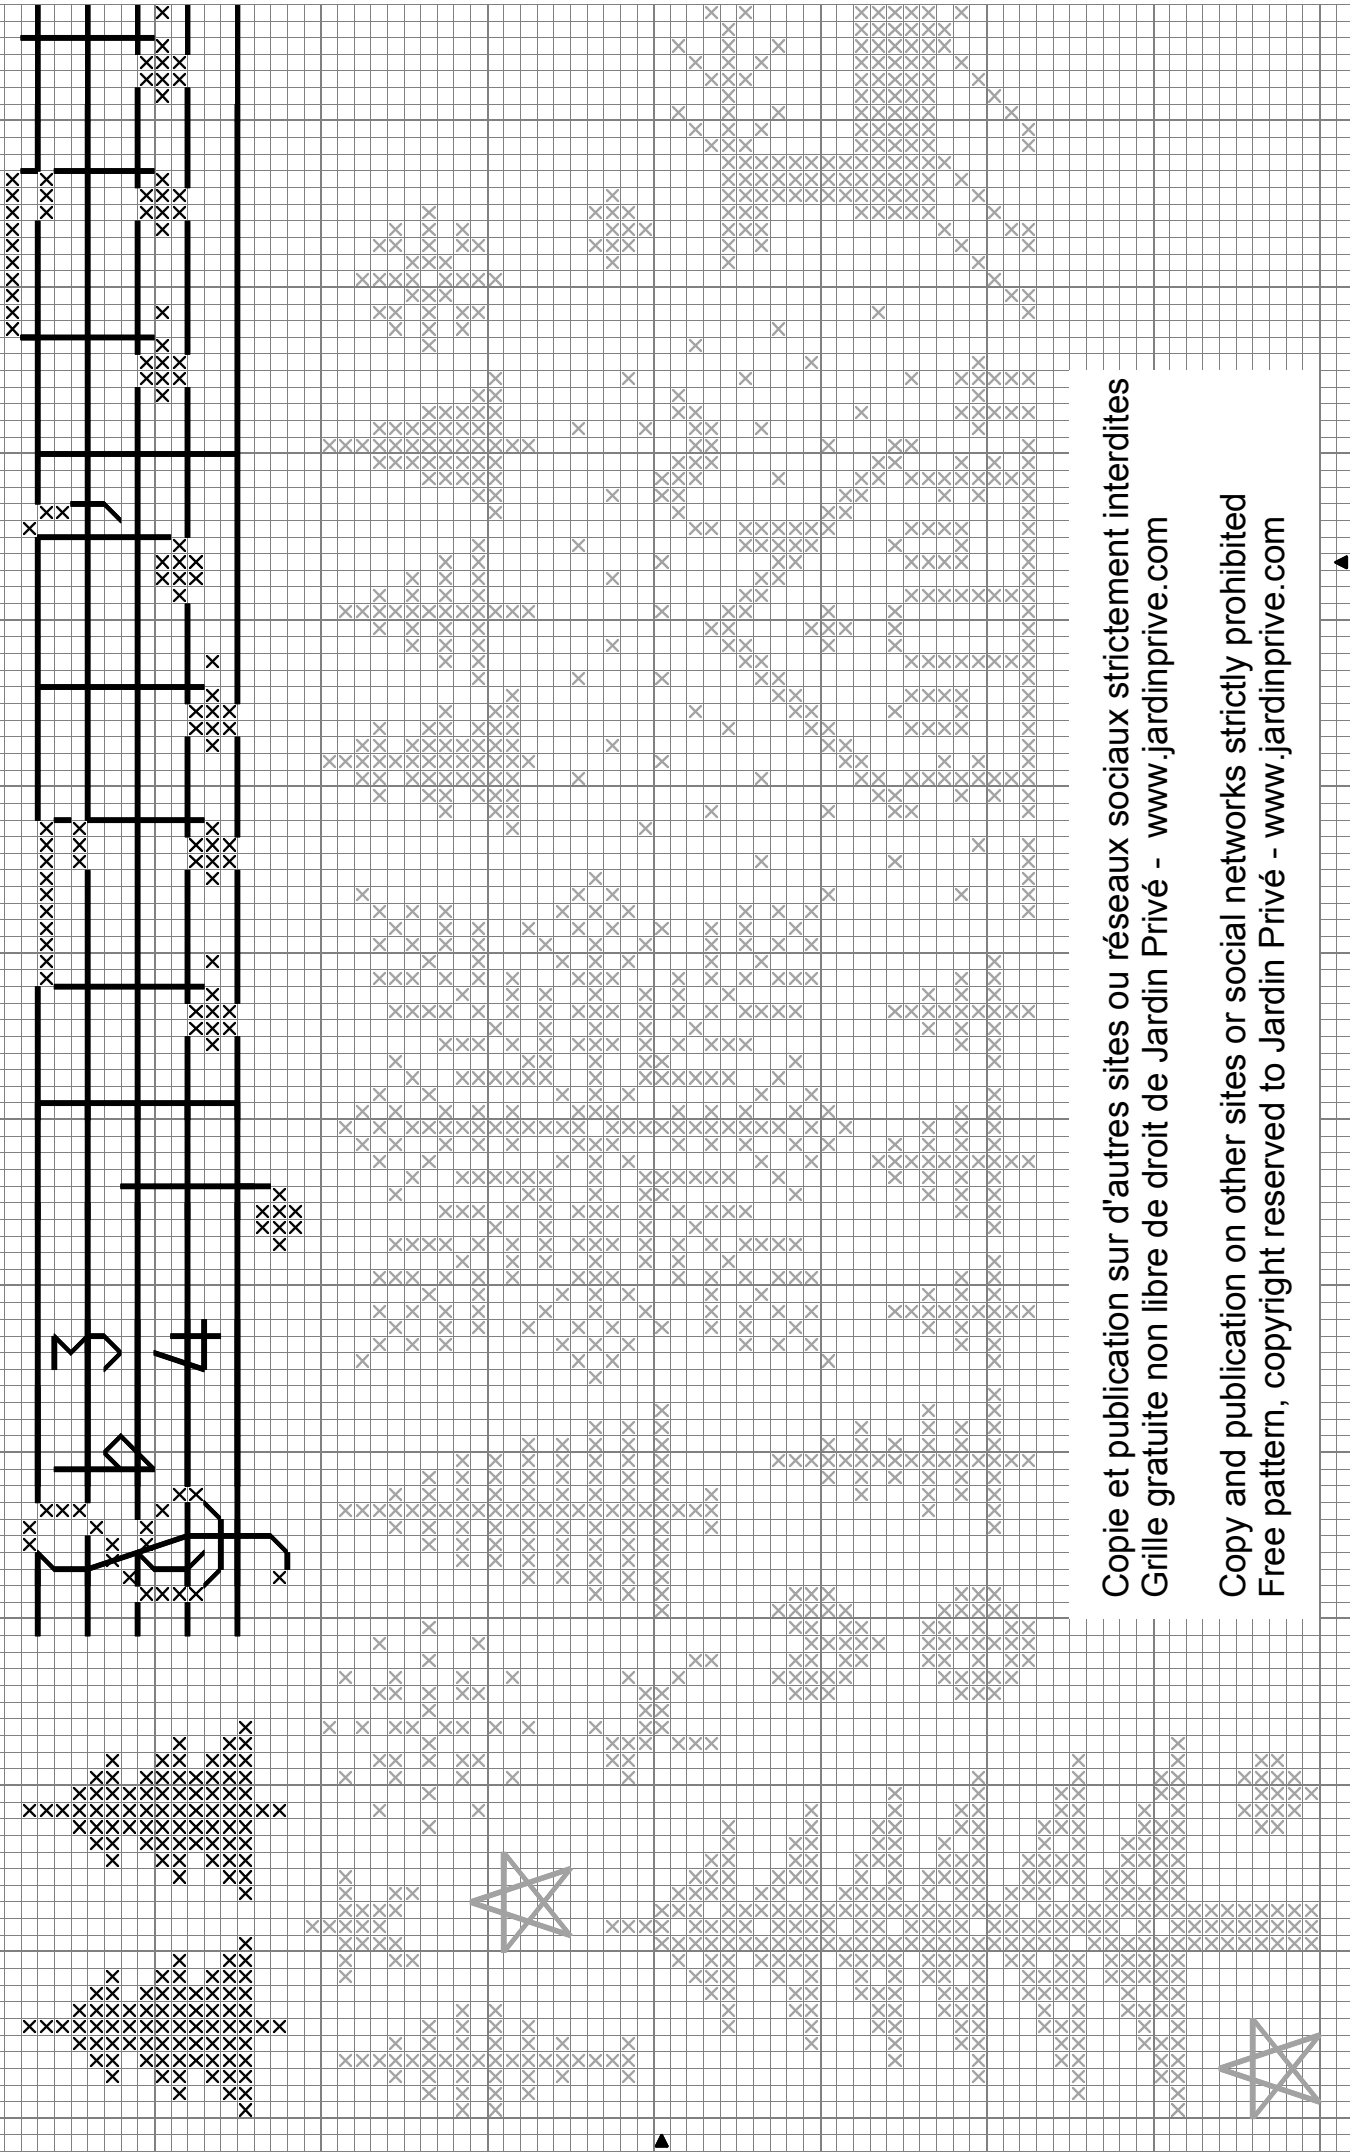 Copie et publication sur d'autres sites ou réseaux sociaux strictement interdites
Grille gratuite non libre de droit de Jardin Privé - www.jardinprive.com
Copy and publication on other sites or social networks strictly prohibited
Free pattern, copyright reserved to Jardin Privé - www.jardinprive.com
3
4